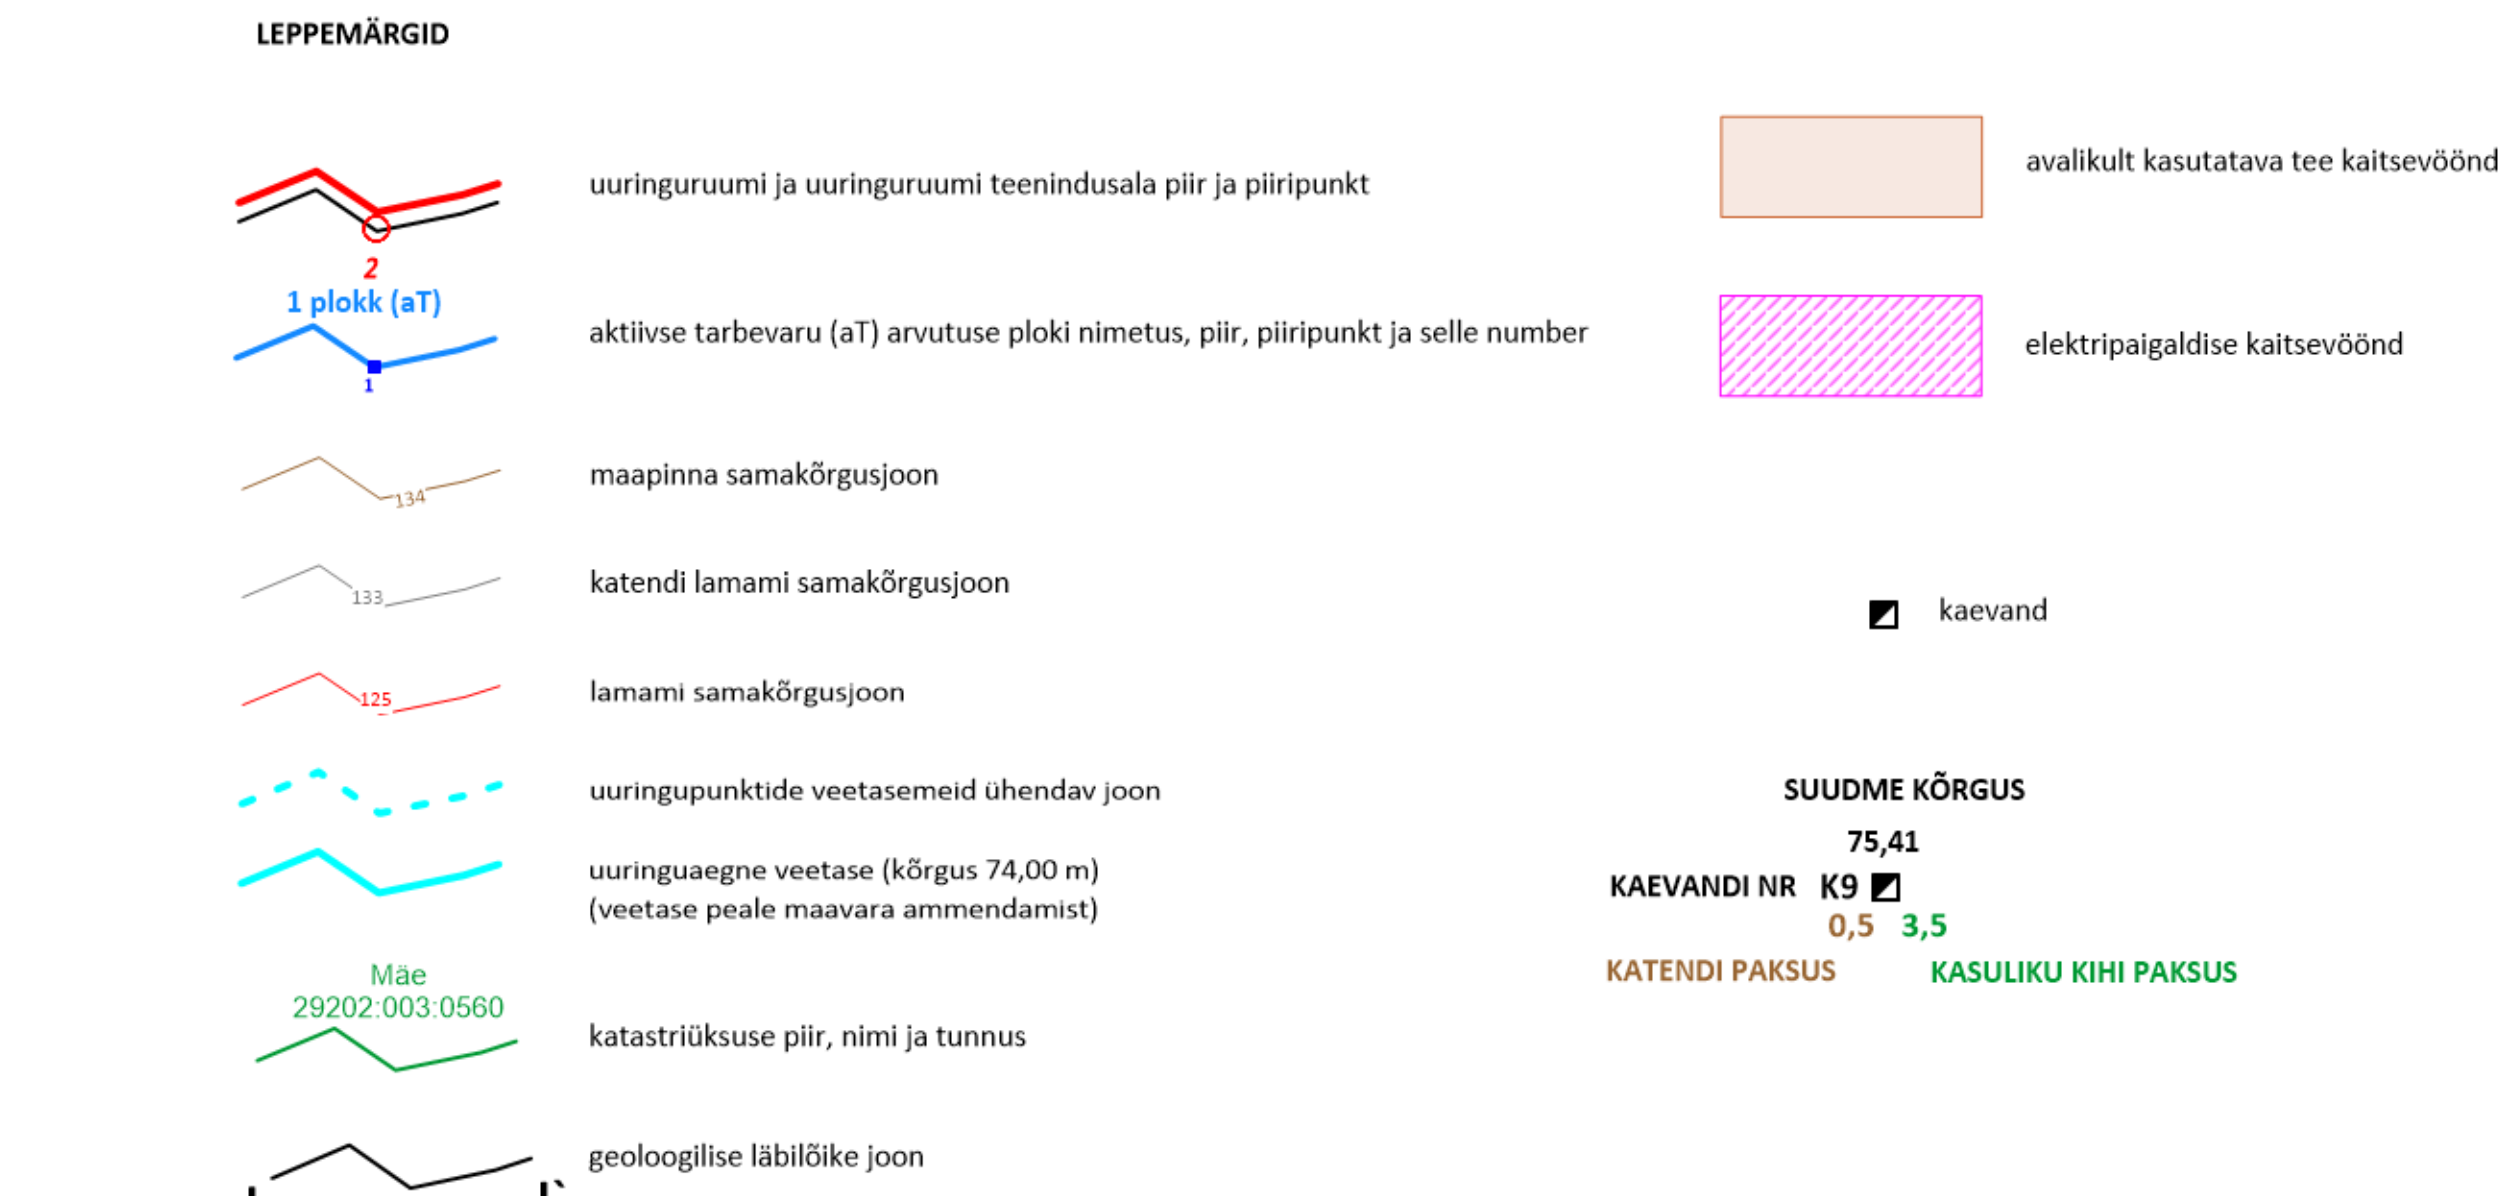 LEPPEMÄRGID
uuringuruumi ja uuringuruumi teenindusala piir ja piiripunkt
2
1 plokk (aT)
aktiivse tarbevaru (aT) arvutuse ploki nimetus, piir, piiripunkt ja selle number
1
maapinna samakõrgusjoon
134
katendi lamami samakõrgusjoon
133
lamami samakõrgusjoon
125
uuringupunktide veetasemeid ühendav joon
uuringuaegne veetase (kõrgus 74,00 m)
(veetase peale maavara ammendamist)
Mäe
29202:003:0560
katastriüksuse piir, nimi ja tunnus
geoloogilise läbilõike joon
avalikult kasutatava tee kaitsevöönd
elektripaigaldise kaitsevöönd
kaevand
SUUDME KÕRGUS
75,41
KAEVANDI NR K9
0,5 3,5
KATENDI PAKSUS KASULIKU KIHI PAKSUS